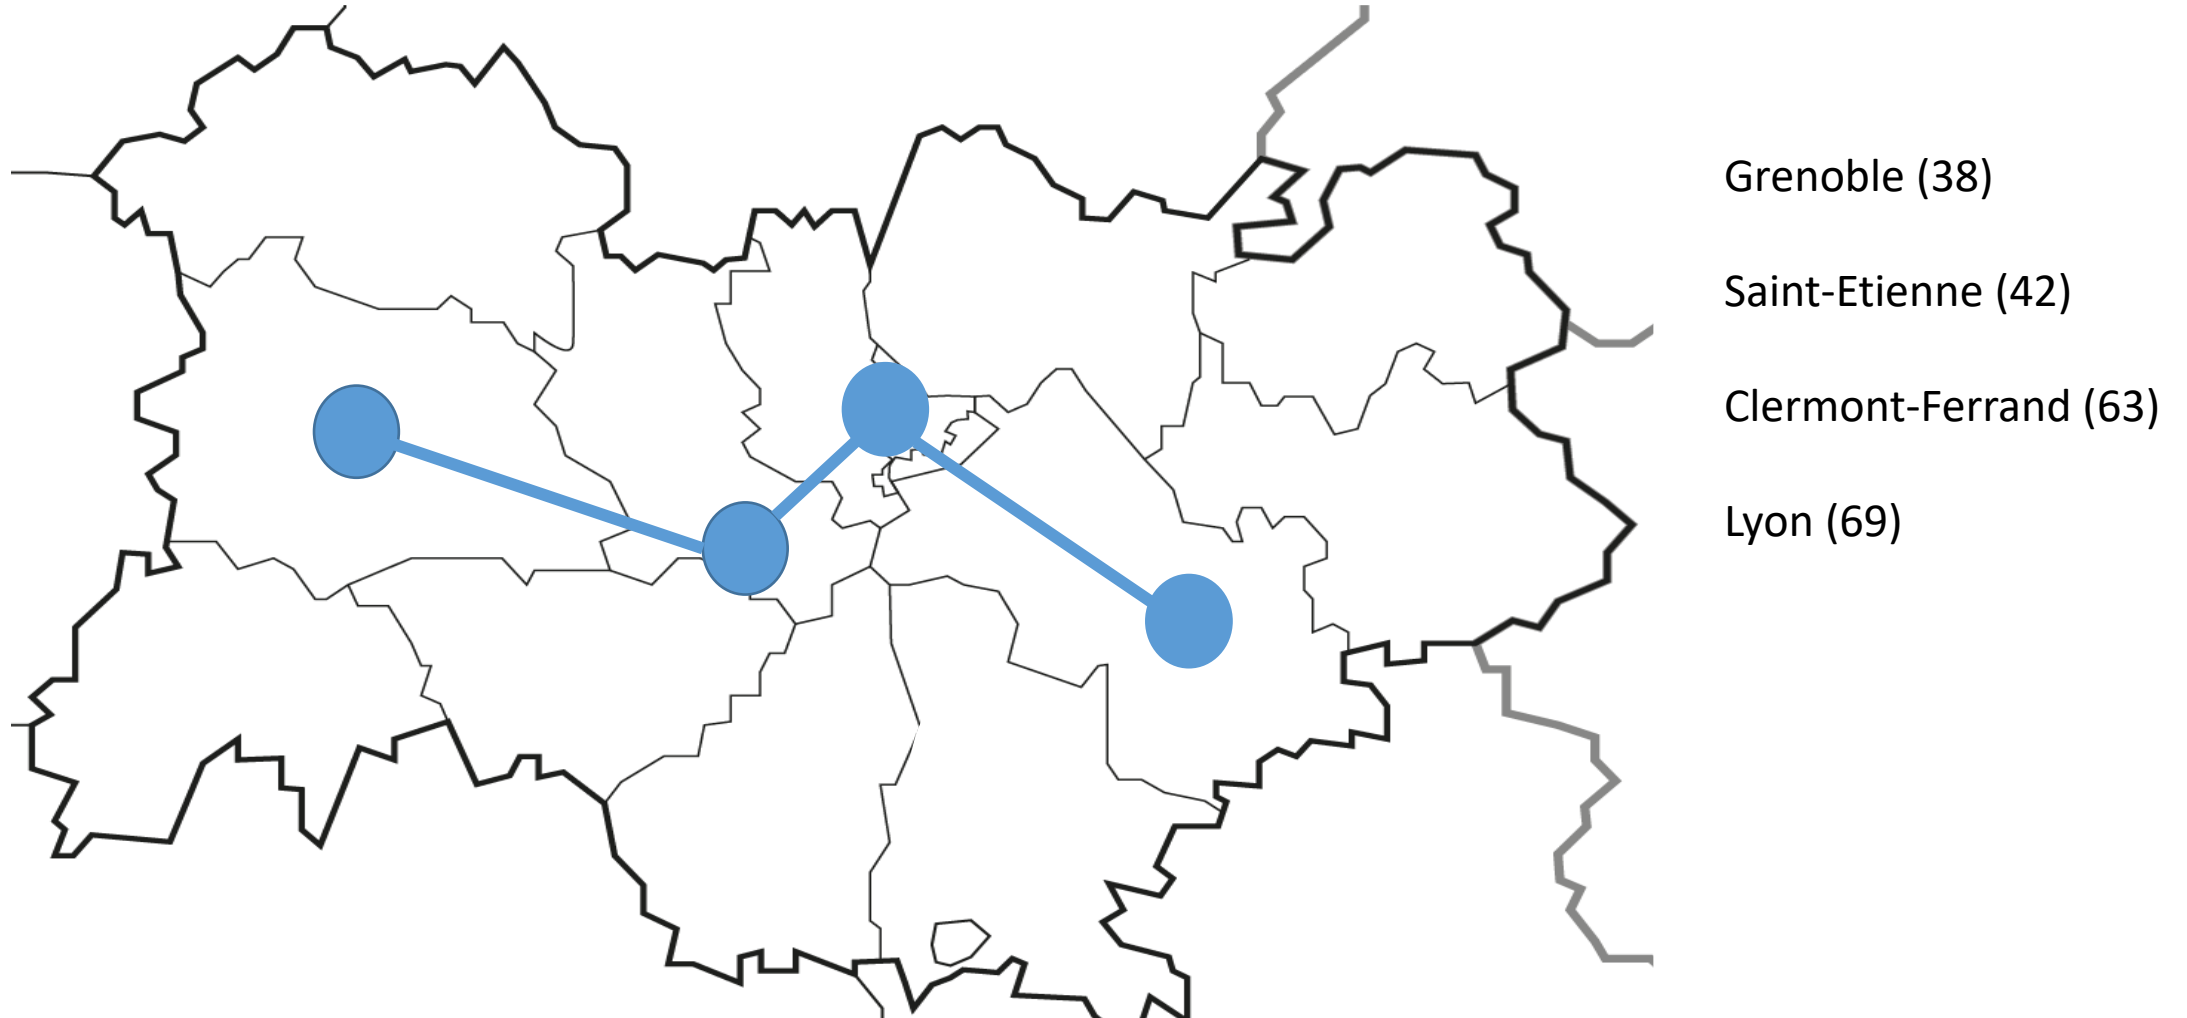 Grenoble (38)
Saint-Etienne (42)
Clermont-Ferrand (63)
Lyon (69)